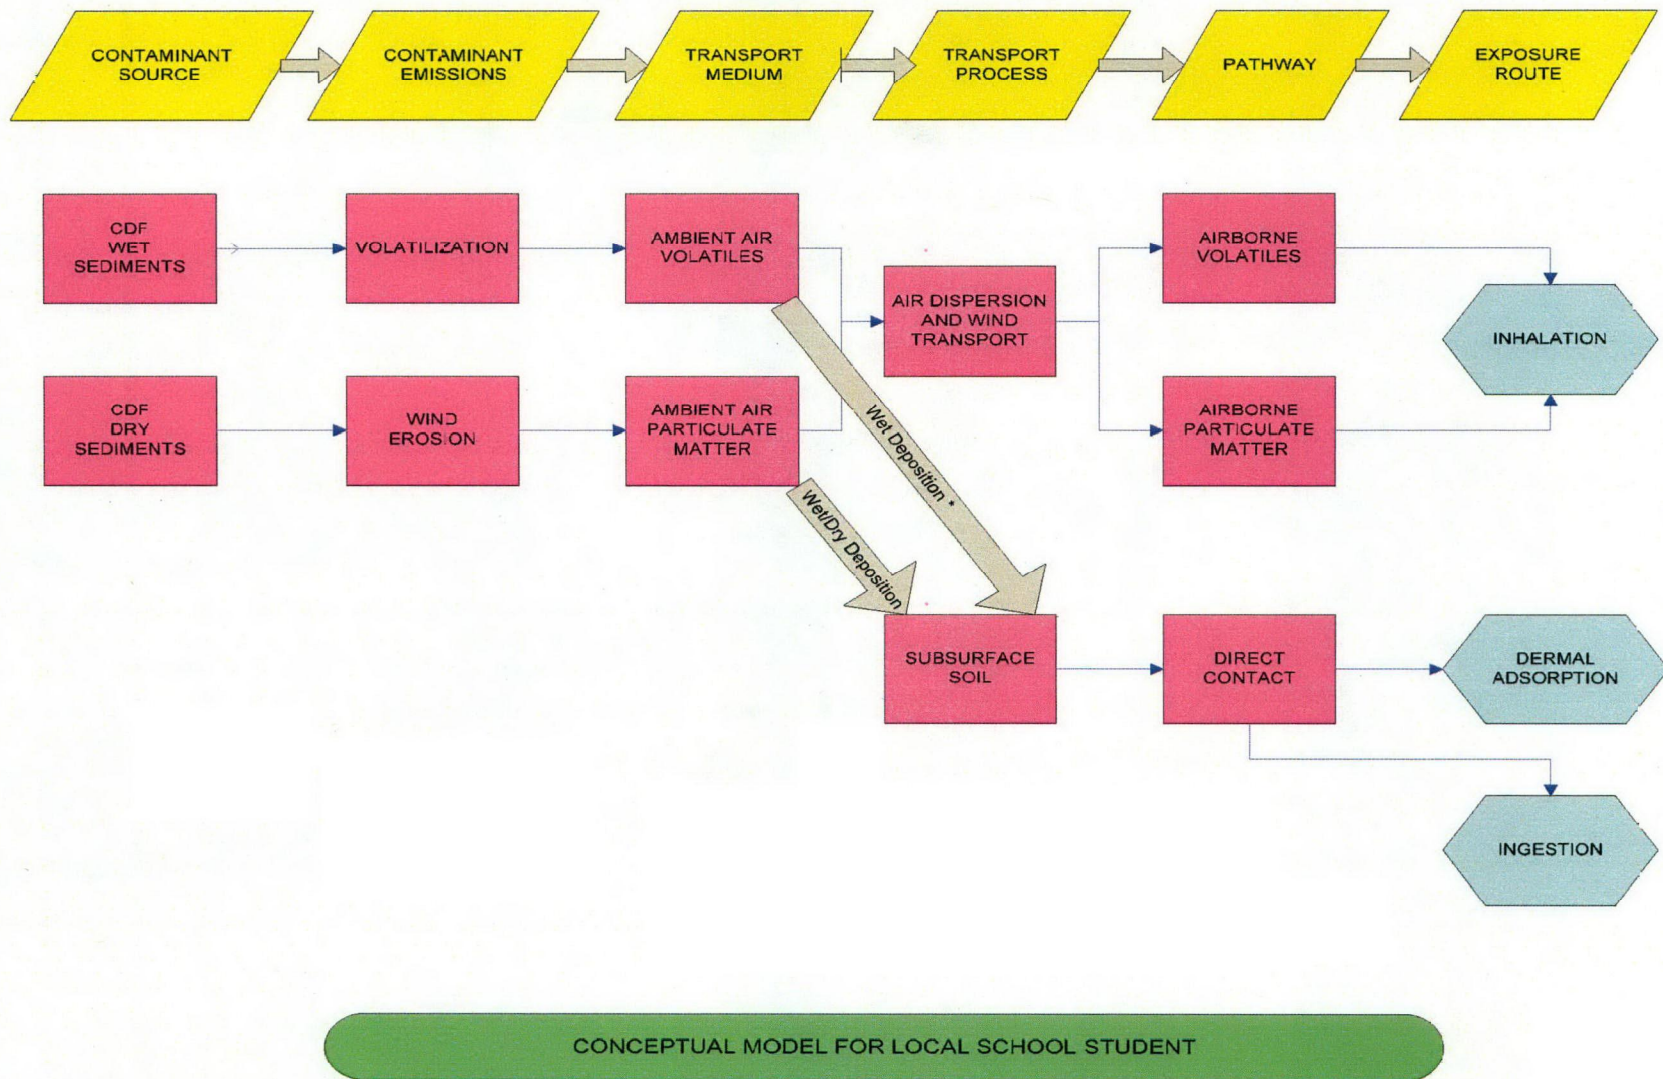 CONTAMINANT
SOURCE
CONTAMINANT
EMISSIONS
TRANSPORT
MEDIUM
TRANSPORT
PROCESS
PATHWAY
EXPOSURE
ROUTE
CDF
WET
SEDIMENTS
VOLATILIZATION
AMBIENT AIR
VOLATILES
AIR DISPERSION
AND WIND
TRANSPORT
AIRBORNE
VOLATILES
INHALATION
CDF
DRY
SEDIMENTS
WIND
EROSION
AMBIENT AIR
PARTICULATE
MATTER
AIRBORNE
PARTICULATE
MATTER
Wet Deposition *
Wet/Dry Deposition
SUBSURFACE
SOIL
DIRECT
CONTACT
DERMAL
ADSORPTION
INGESTION
CONCEPTUAL MODEL FOR LOCAL SCHOOL STUDENT